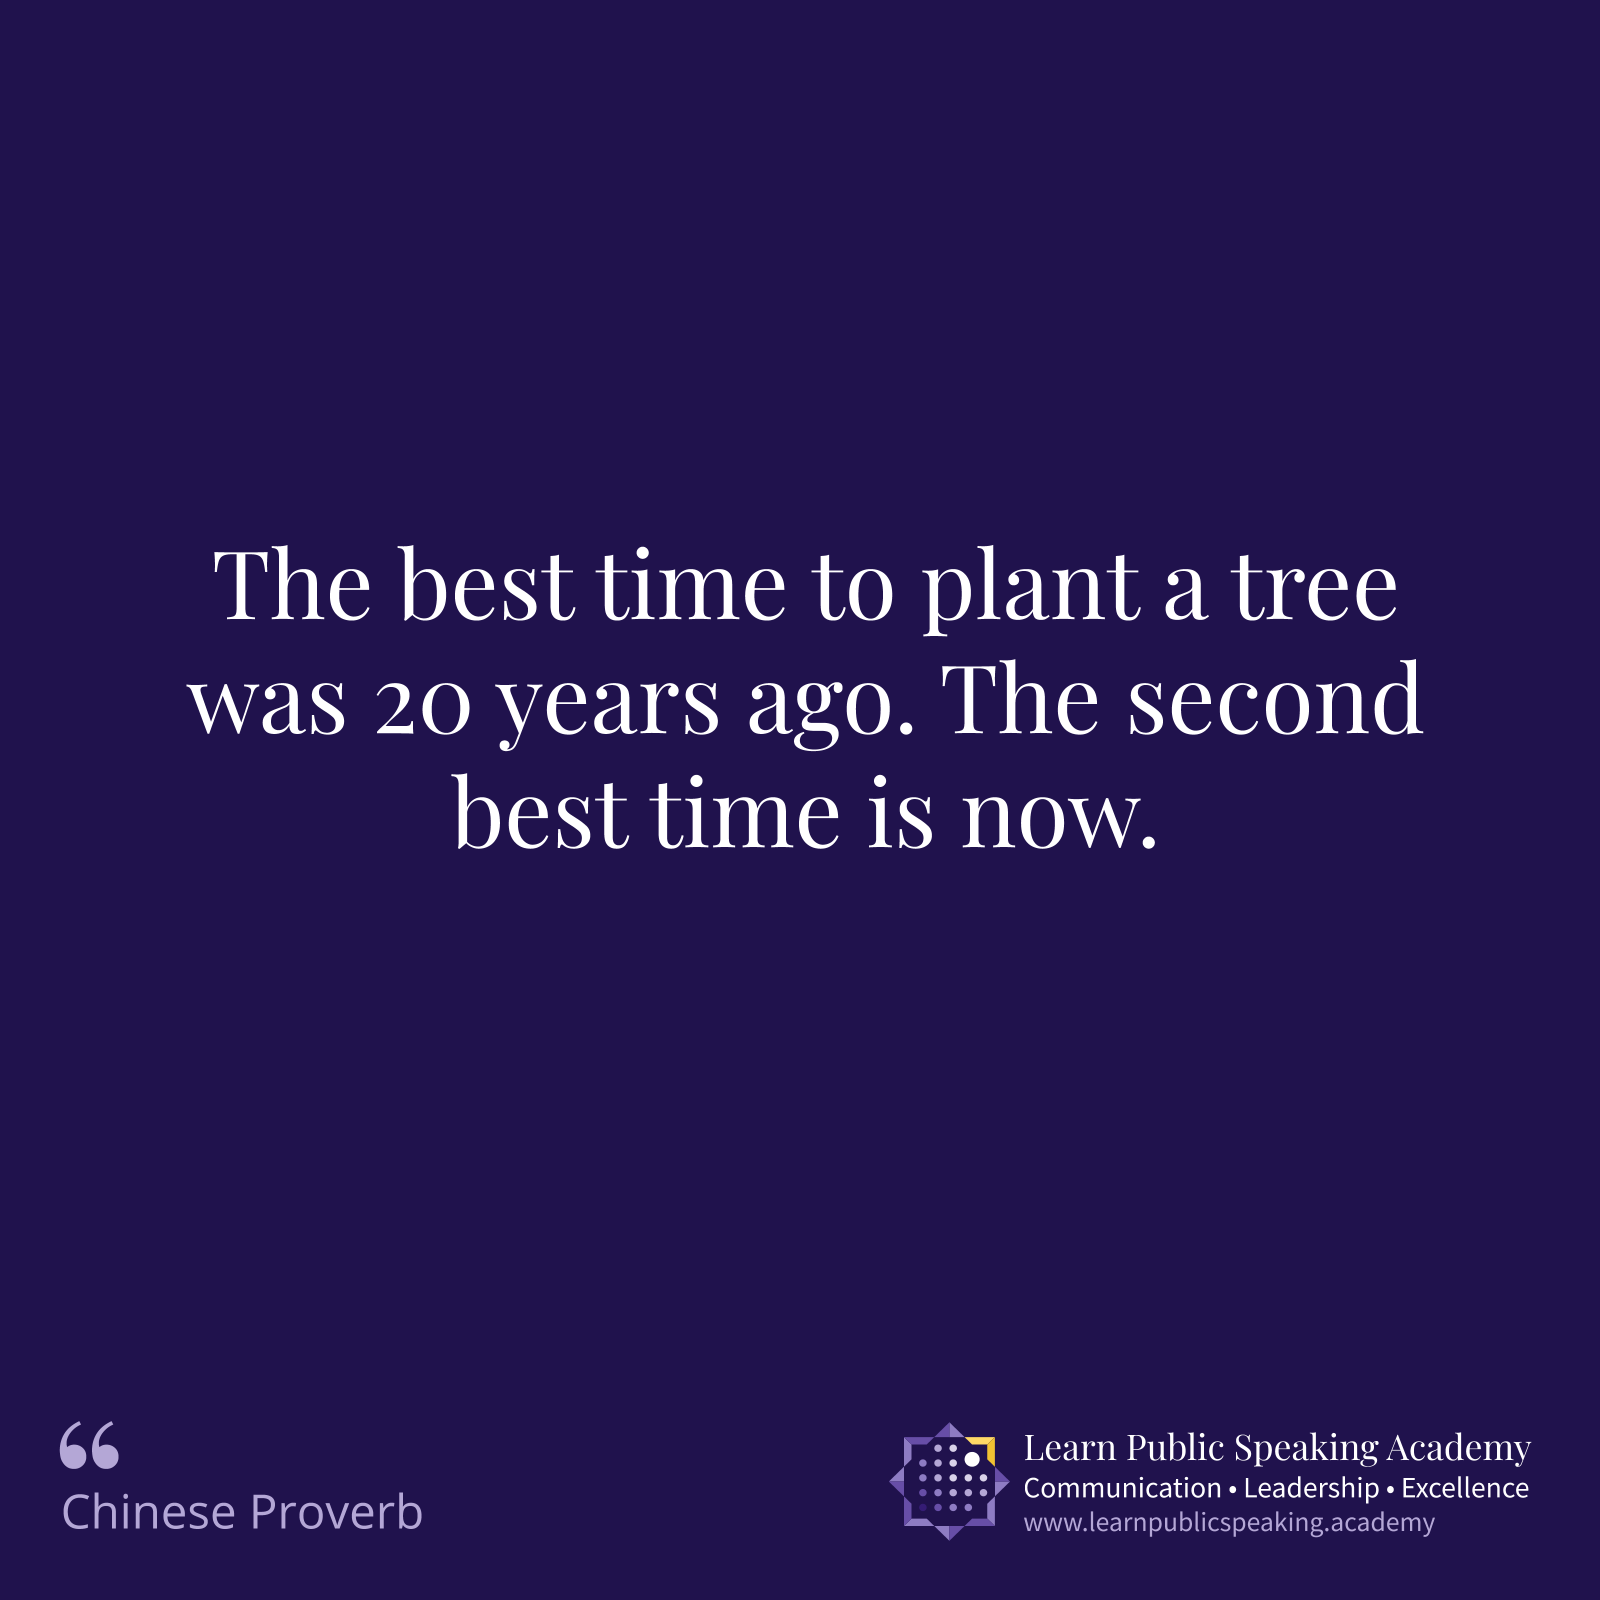 The best time to plant a tree
was 20 years ago. The second
best time is now.
“
Chinese Proverb
Learn Public Speaking Academy
Communication • Leadership • Excellence
www.learnpublicspeaking.academy